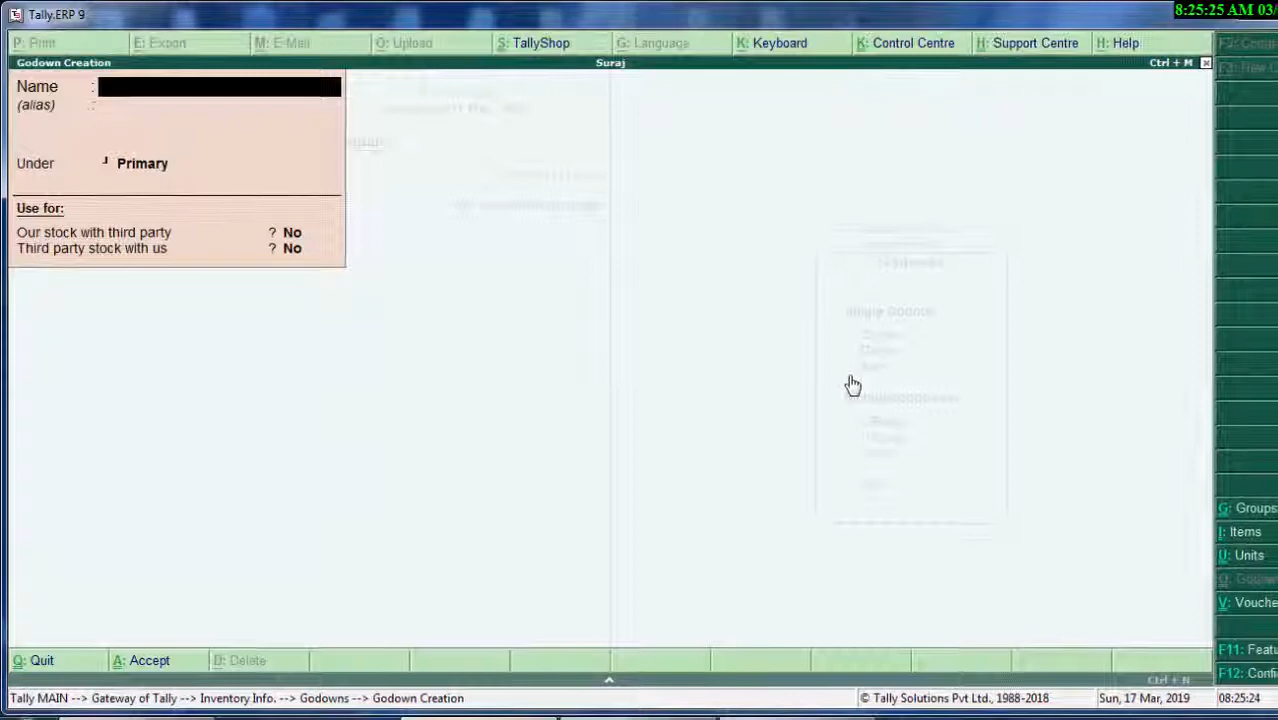 8:25:25 AM 03/
Tally.ERP 9
P: Print E: Export M: E-Mail O: Upload S: TallyShop G: Language K: Keyboard K: Control Centre H: Support Centre H: Help
Godown Creation Suraj Ctrl + M
Name :
(alias) :
Under Primary
Use for:
Our stock with third party ? No
Third party stock with us ? No
G: Groups
I: Items
U: Units
V: Vouche
F11: Featu
F12: Confi
Q: Quit A: Accept D: Delete
Ctrl + N
Tally MAIN --> Gateway of Tally --> Inventory Info. --> Godowns --> Godown Creation © Tally Solutions Pvt Ltd., 1988-2018 Sun, 17 Mar, 2019 08:25:24